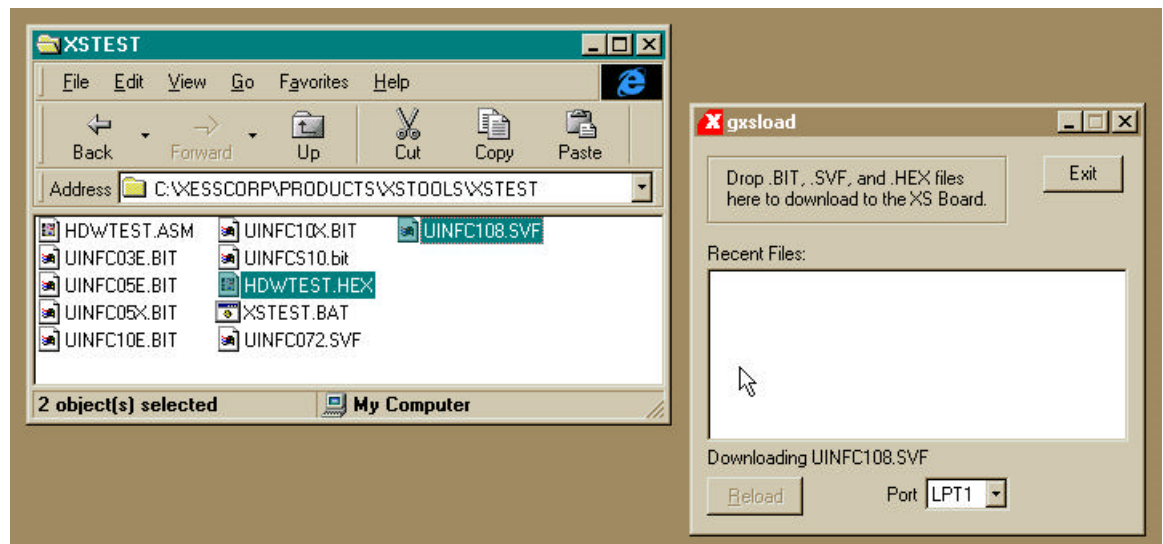 XSTEST
File Edit View Go Favorites Help
Back Forward Up Cut Copy Paste
Address C:\XESSCORP\PRODUCTS\XSTOOLS\XSTEST
HDWTEST.ASM UINFC10X.BIT UINFC108.SVF
UINFC03E.BIT UINFCS10.bit
UINFC05E.BIT HDWTEST.HEX
UINFC05X.BIT XSTEST.BAT
UINFC10E.BIT UINFC072.SVF
2 object(s) selected My Computer
X gxsload
Drop .BIT, .SVF, and .HEX files
here to download to the XS Board.
Exit
Recent Files:
Downloading UINFC108.SVF
Reload Port LPT1